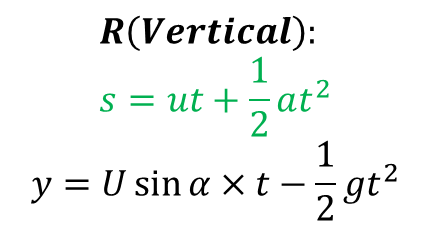 R(Vertical):
s = ut + 1/2 at²
y = U sin α × t − 1/2 gt²